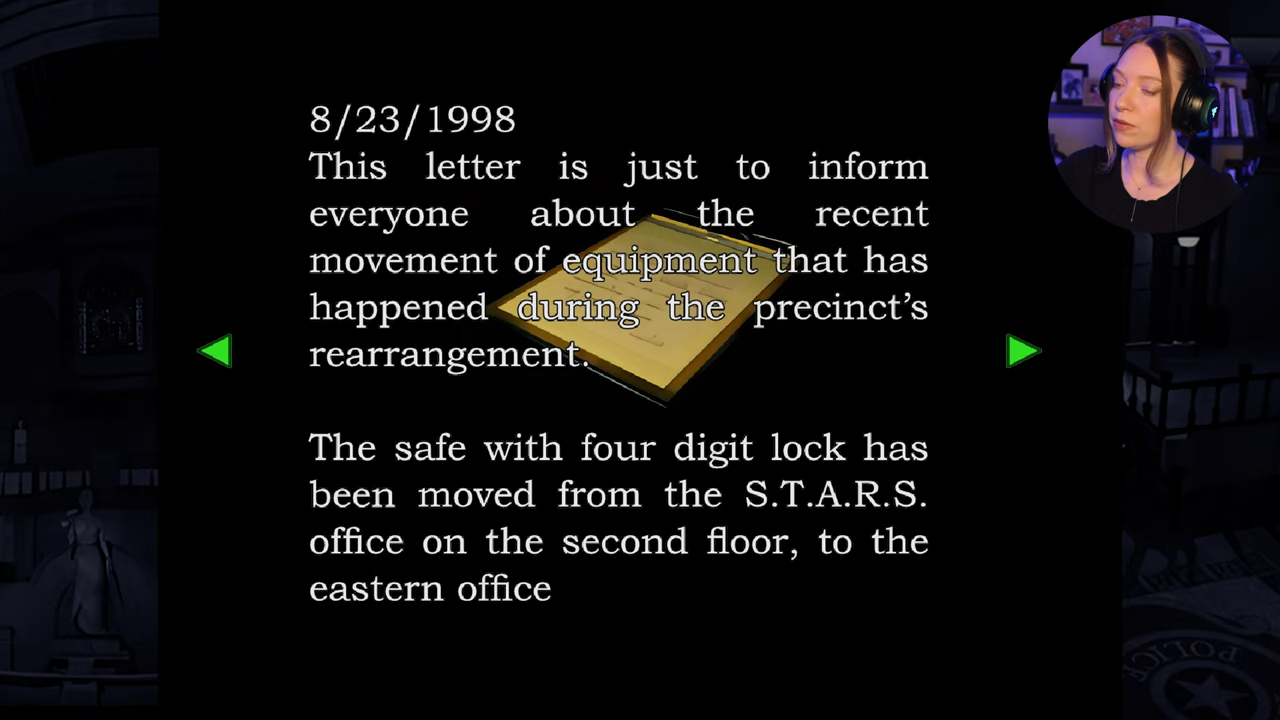 8/23/1998
This letter is just to inform
everyone about the recent
movement of equipment that has
happened during the precinct's
rearrangement.
The safe with four digit lock has
been moved from the S.T.A.R.S.
office on the second floor, to the
eastern office
POLICE